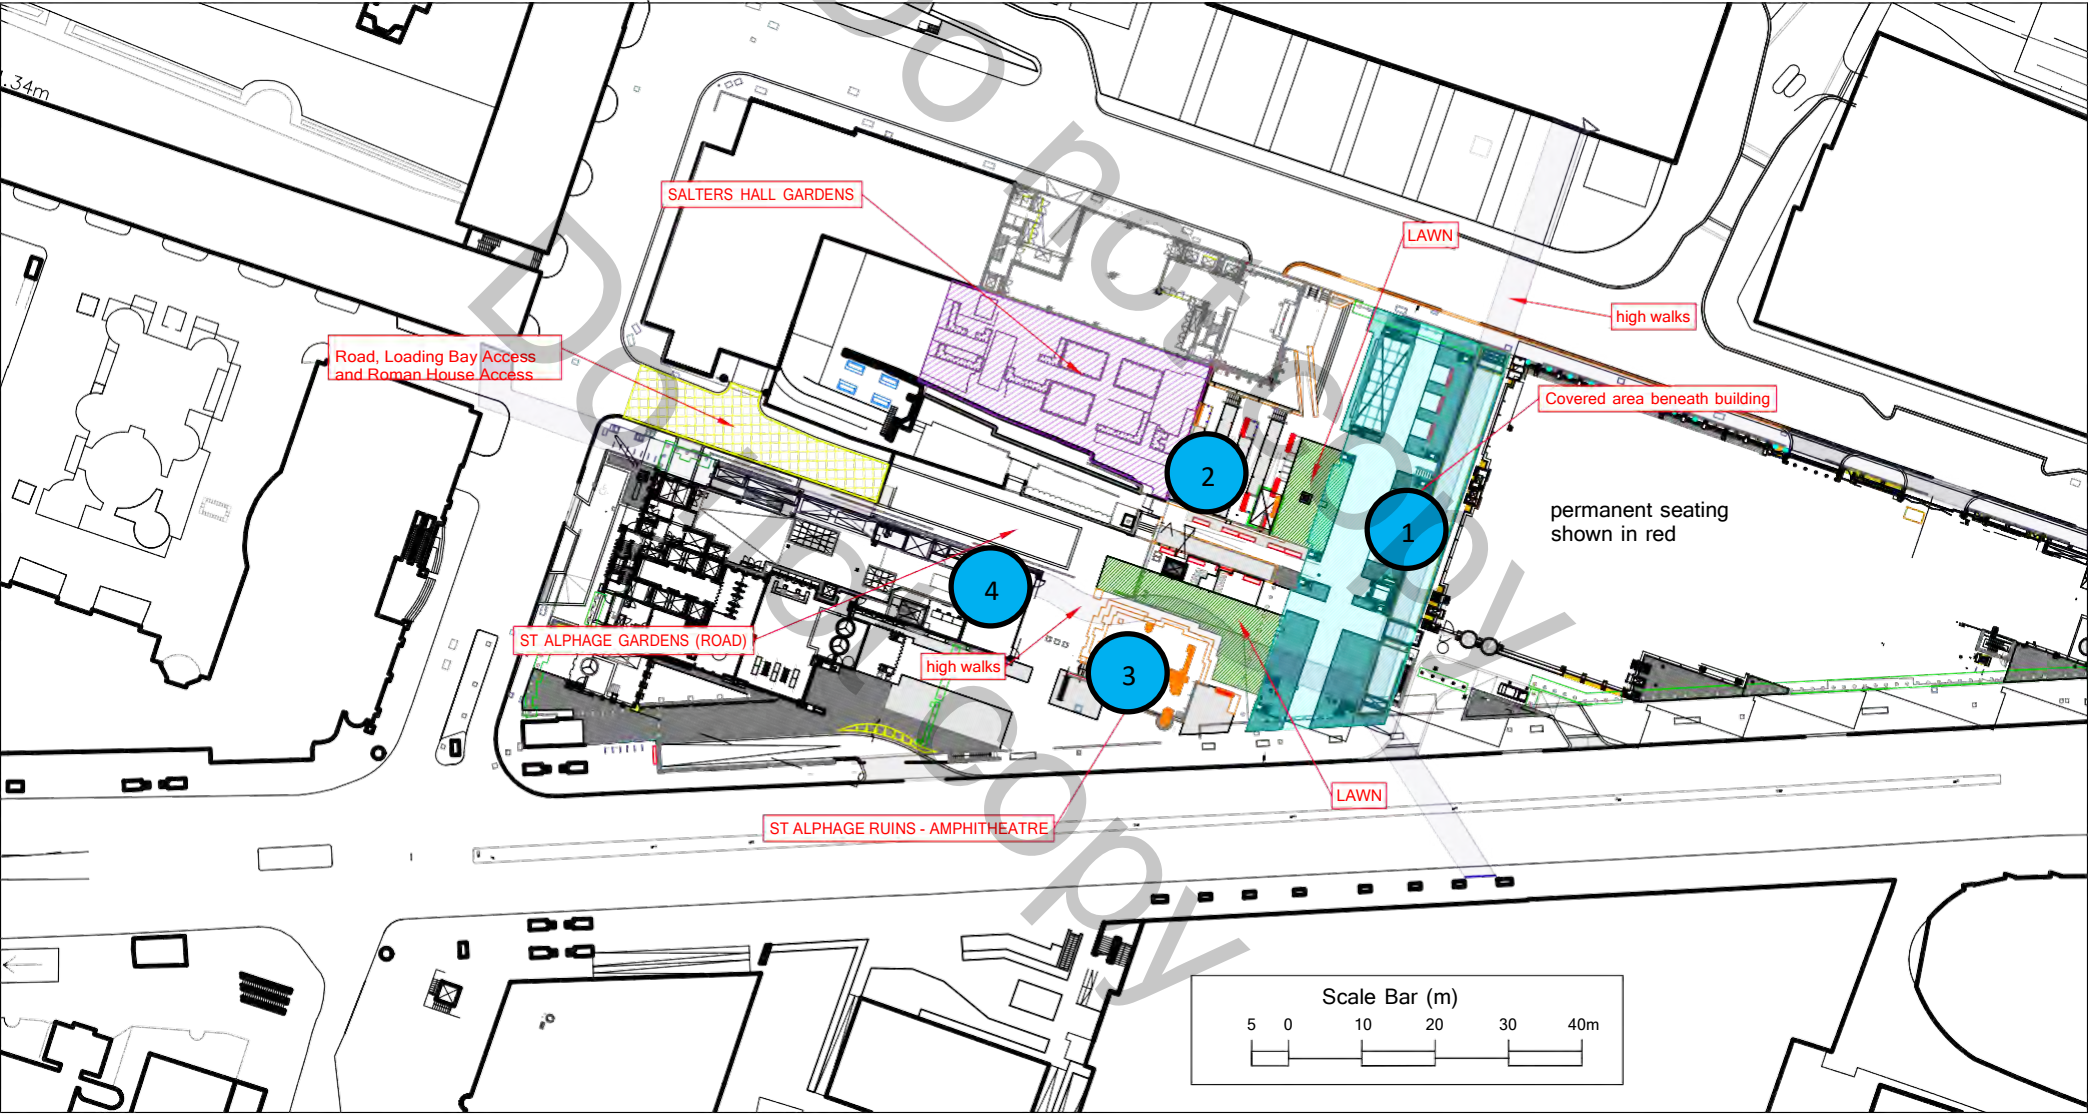 .34m
SALTERS HALL GARDENS
LAWN
high walks
Road, Loading Bay Access
and Roman House Access
Covered area beneath building
2
1
permanent seating
shown in red
4
ST ALPHAGE GARDENS (ROAD)
high walks
3
LAWN
ST ALPHAGE RUINS - AMPHITHEATRE
Scale Bar (m)
5 0 10 20 30 40m
Do not copy
Do not copy